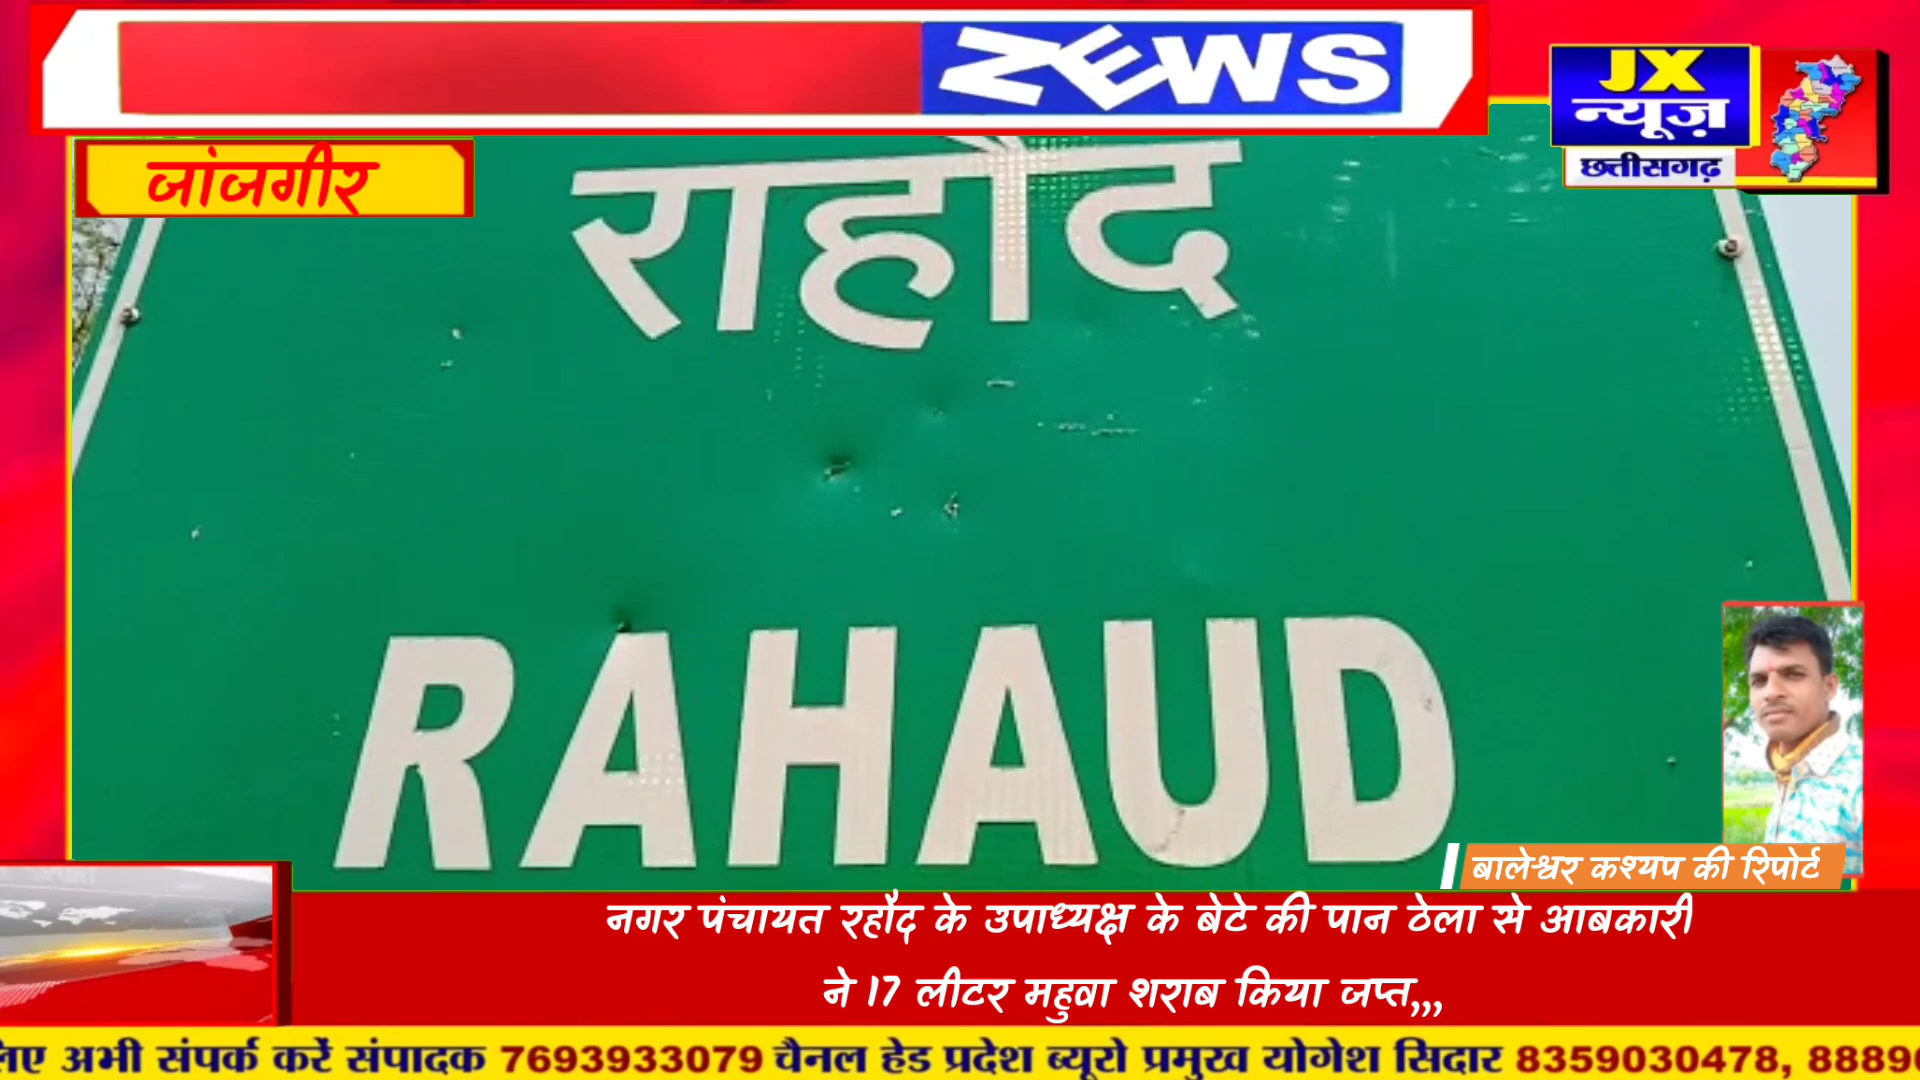 NEWS
JX
न्यूज़
छत्तीसगढ़
जांजगीर
राहौद
RAHAUD
बालेश्वर कश्यप की रिपोर्ट
नगर पंचायत रहौद के उपाध्यक्ष के बेटे की पान ठेला से आबकारी
ने 17 लीटर महुवा शराब किया जप्त,,,
लिए अभी संपर्क करें संपादक 7693933079 चैनल हेड प्रदेश ब्यूरो प्रमुख योगेश सिदार 8359030478, 8889